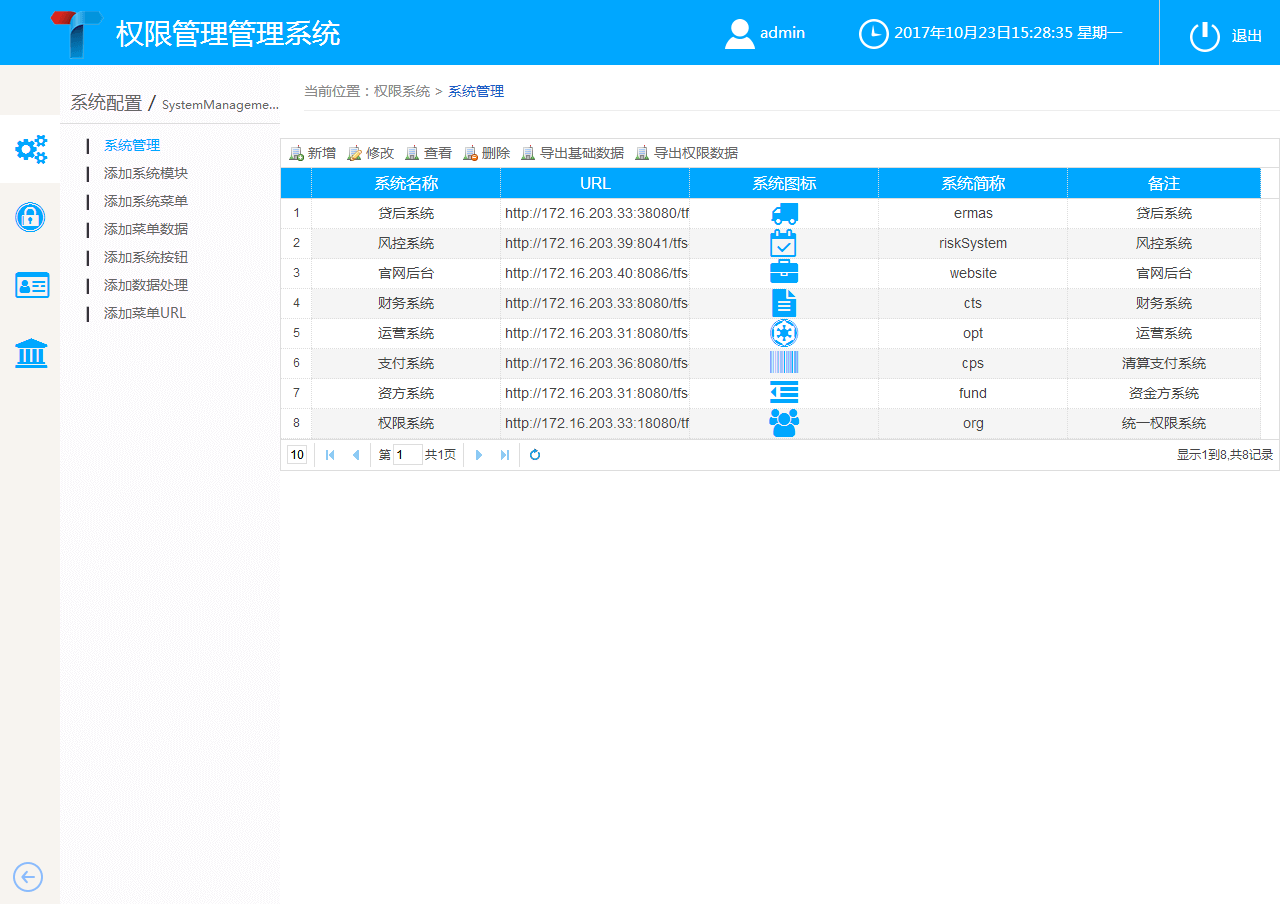 权限管理管理系统
admin
2017年10月23日15:28:35 星期一
退出
系统配置 / SystemManageme...
当前位置：权限系统 > 系统管理
系统管理
添加系统模块
添加系统菜单
添加菜单数据
添加系统按钮
添加数据处理
添加菜单URL
新增 修改 查看 删除 导出基础数据 导出权限数据
系统名称 URL 系统图标 系统简称 备注
1 贷后系统 http://172.16.203.33:38080/tf ermas 贷后系统
2 风控系统 http://172.16.203.39:8041/tfs- riskSystem 风控系统
3 官网后台 http://172.16.203.40:8086/tfs- website 官网后台
4 财务系统 http://172.16.203.33:8080/tfs- cts 财务系统
5 运营系统 http://172.16.203.31:8080/tfs- opt 运营系统
6 支付系统 http://172.16.203.36:8080/tfs- cps 清算支付系统
7 资方系统 http://172.16.203.31:8080/tfs- fund 资金方系统
8 权限系统 http://172.16.203.33:18080/tf org 统一权限系统
10 第 1 共1页 显示1到8,共8记录